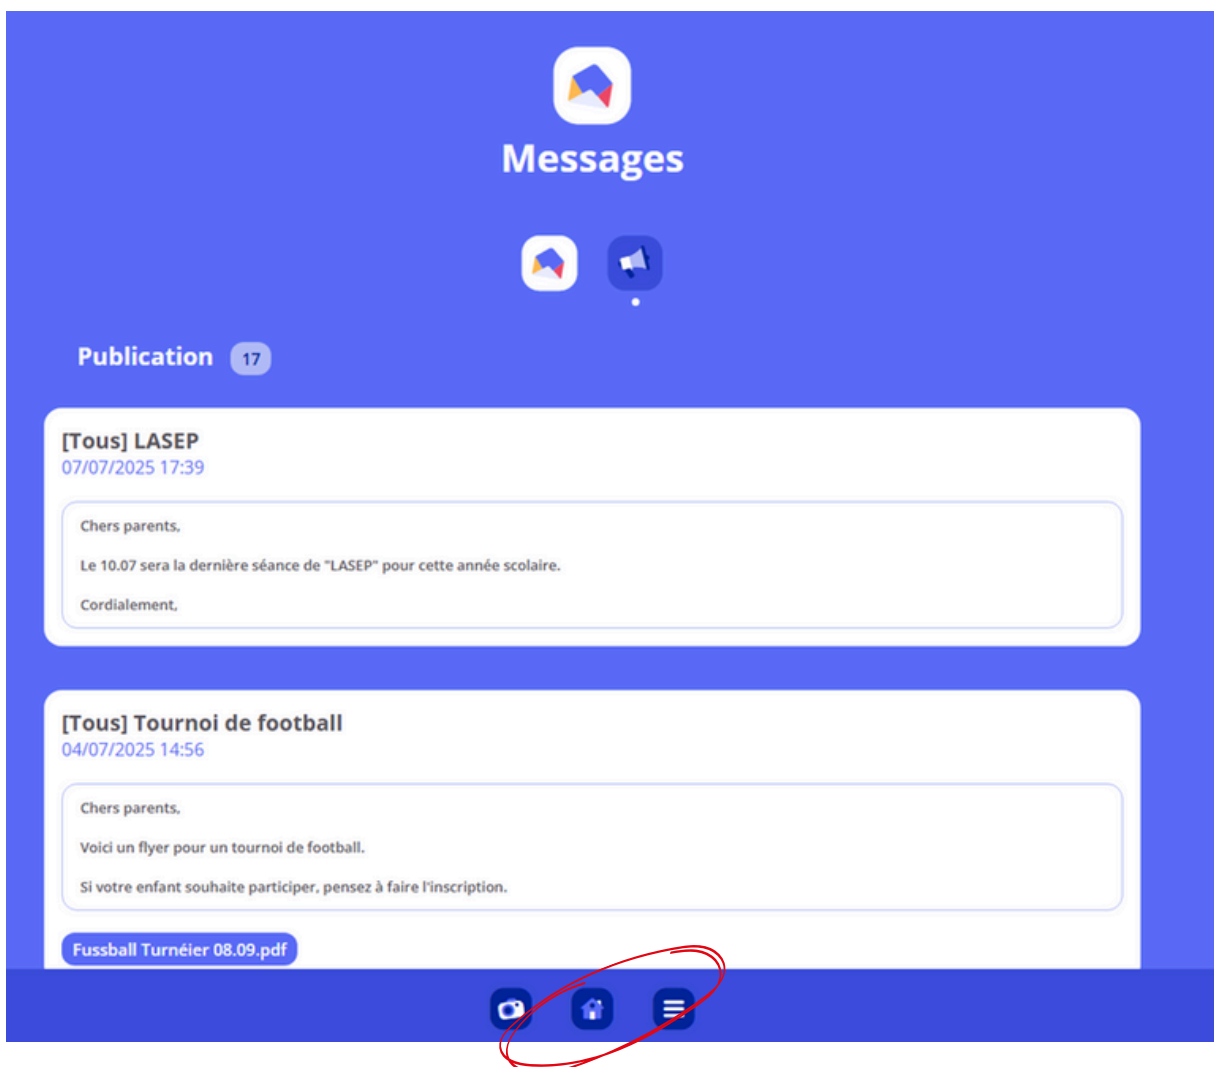 Messages
Publication 17
[Tous] LASEP
07/07/2025 17:39
Chers parents,
Le 10.07 sera la dernière séance de "LASEP" pour cette année scolaire.
Cordialement,
[Tous] Tournoi de football
04/07/2025 14:56
Chers parents,
Voici un flyer pour un tournoi de football.
Si votre enfant souhaite participer, pensez à faire l'inscription.
Fussball Turnéier 08.09.pdf